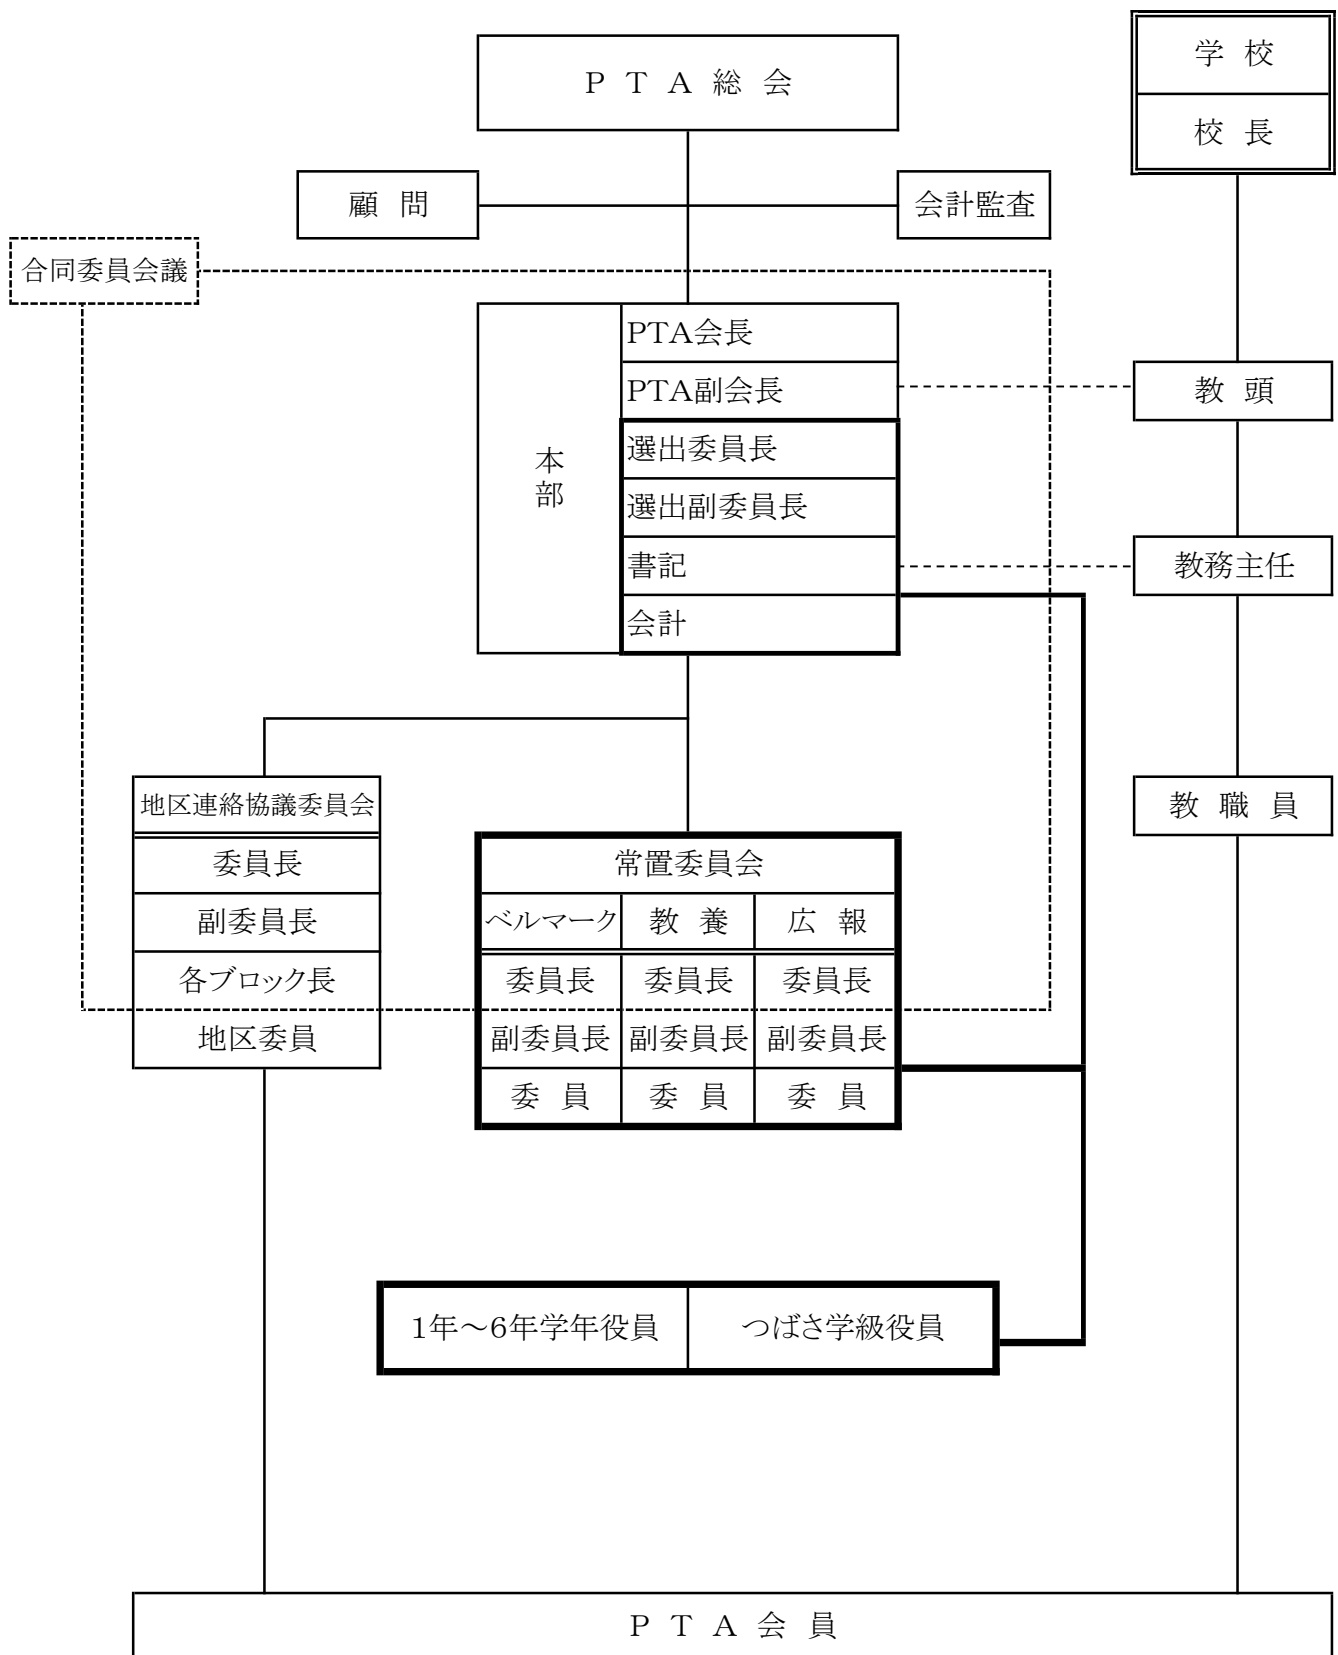 学 校
P T A 総 会
校 長
顧 問
会計監査
合同委員会議
PTA会長
PTA副会長
教 頭
本部
選出委員長
選出副委員長
書記
教務主任
会計
地区連絡協議委員会
教 職 員
委員長
常置委員会
副委員長
ベルマーク 教 養 広 報
各ブロック長
委員長 委員長 委員長
地区委員
副委員長 副委員長 副委員長
委 員 委 員 委 員
1年～6年学年役員 つばさ学級役員
P T A 会 員